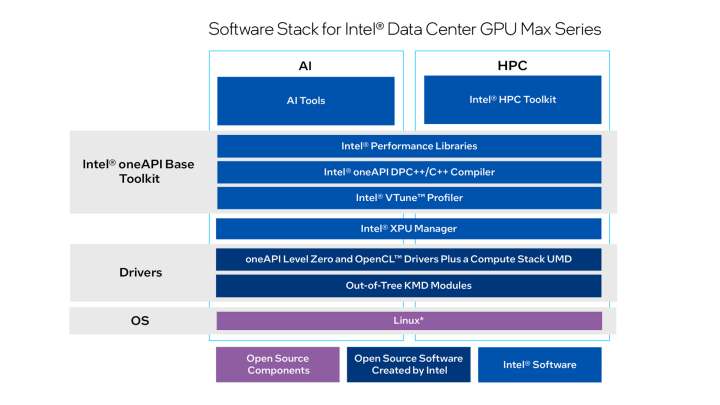 Software Stack for Intel® Data Center GPU Max Series
AI
HPC
AI Tools
Intel® HPC Toolkit
Intel® oneAPI Base
Toolkit
Intel® Performance Libraries
Intel® oneAPI DPC++/C++ Compiler
Intel® VTune™ Profiler
Intel® XPU Manager
Drivers
oneAPI Level Zero and OpenCL™ Drivers Plus a Compute Stack UMD
Out-of-Tree KMD Modules
OS
Linux*
Open Source
Components
Open Source Software
Created by Intel
Intel® Software